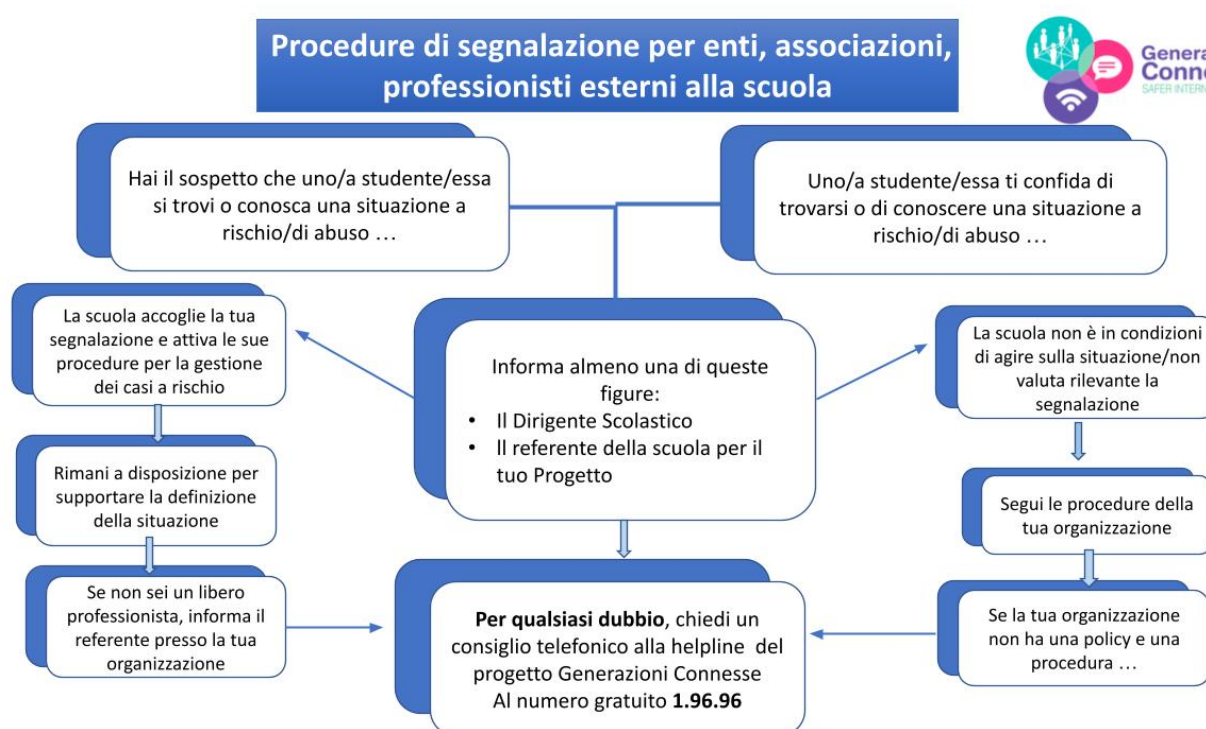 Procedure di segnalazione per enti, associazioni,
professionisti esterni alla scuola
Genera
Conne
SAFER INTERN
Hai il sospetto che uno/a studente/essa
si trovi o conosca una situazione a
rischio/di abuso …
Uno/a studente/essa ti confida di
trovarsi o di conoscere una situazione a
rischio/di abuso …
La scuola accoglie la tua
segnalazione e attiva le sue
procedure per la gestione
dei casi a rischio
Informa almeno una di queste
figure:
• Il Dirigente Scolastico
• Il referente della scuola per il
tuo Progetto
La scuola non è in condizioni
di agire sulla situazione/non
valuta rilevante la
segnalazione
Rimani a disposizione per
supportare la definizione
della situazione
Segui le procedure della
tua organizzazione
Se non sei un libero
professionista, informa il
referente presso la tua
organizzazione
Per qualsiasi dubbio, chiedi un
consiglio telefonico alla helpline del
progetto Generazioni Connesse
Al numero gratuito 1.96.96
Se la tua organizzazione
non ha una policy e una
procedura …